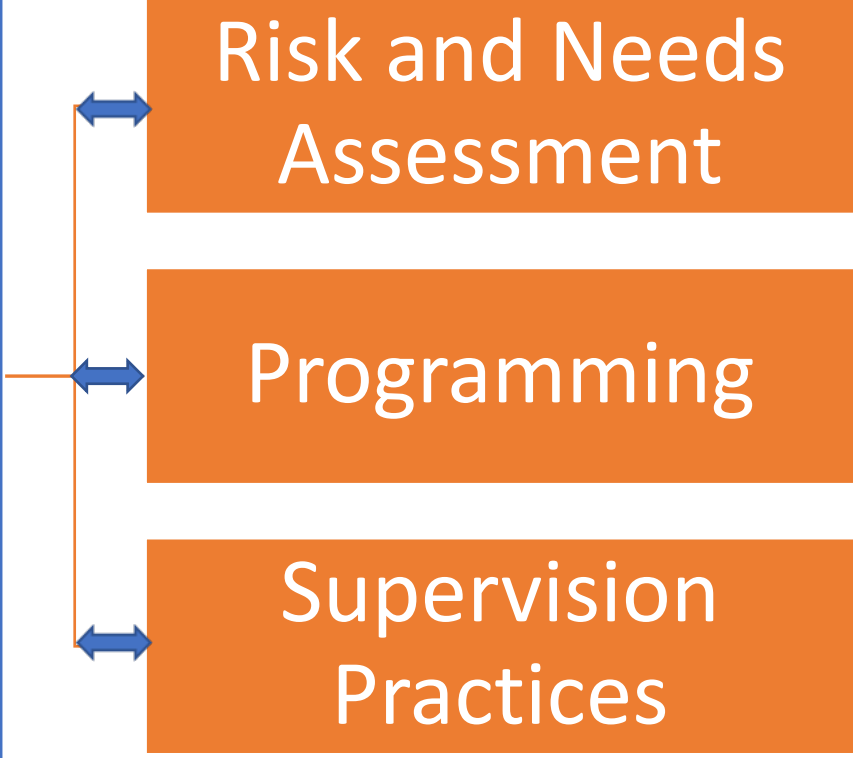 Risk and Needs
Assessment
Programming
Supervision
Practices